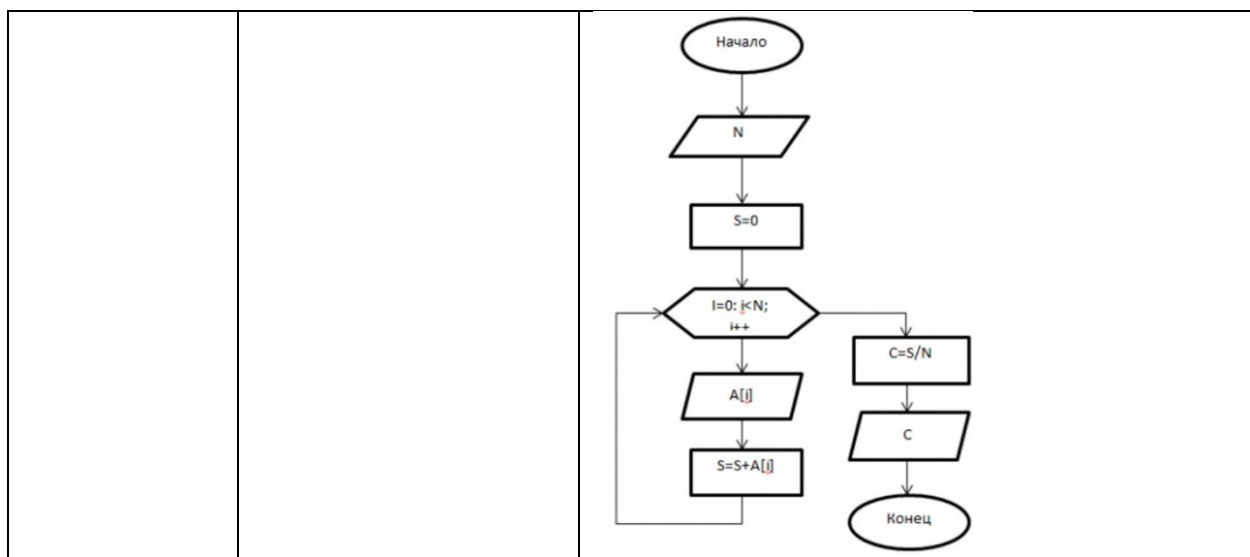 Начало
N
S=0
I=0: i<N;
i++
A[i]
S=S+A[i]
C=S/N
C
Конец